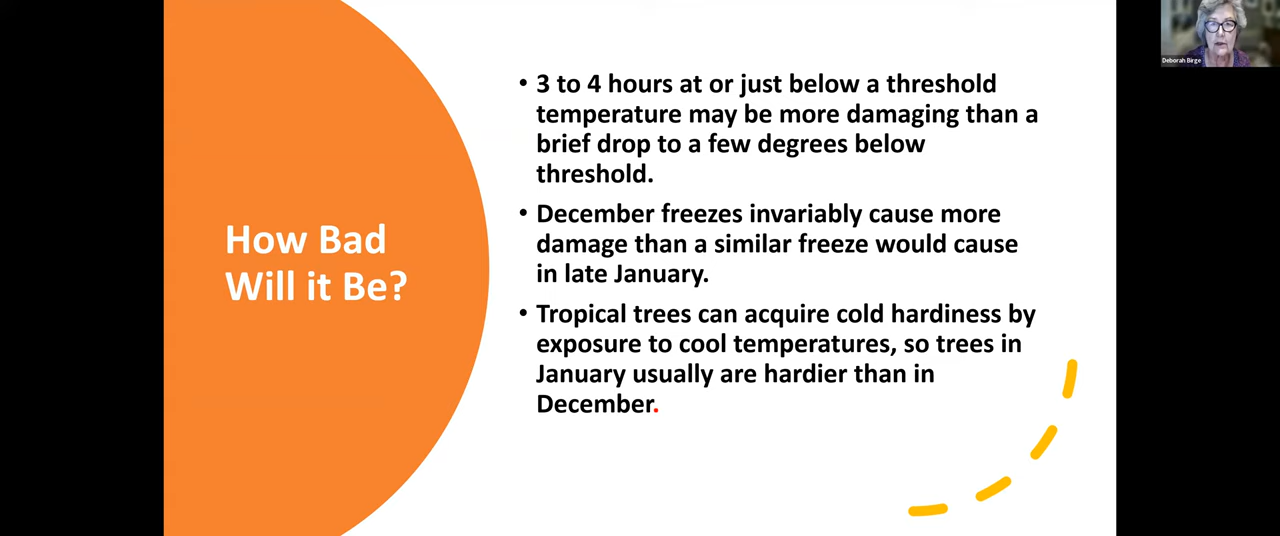 How Bad
Will it Be?
• 3 to 4 hours at or just below a threshold
temperature may be more damaging than a
brief drop to a few degrees below
threshold.
• December freezes invariably cause more
damage than a similar freeze would cause
in late January.
• Tropical trees can acquire cold hardiness by
exposure to cool temperatures, so trees in
January usually are hardier than in
December.
Deborah Birge